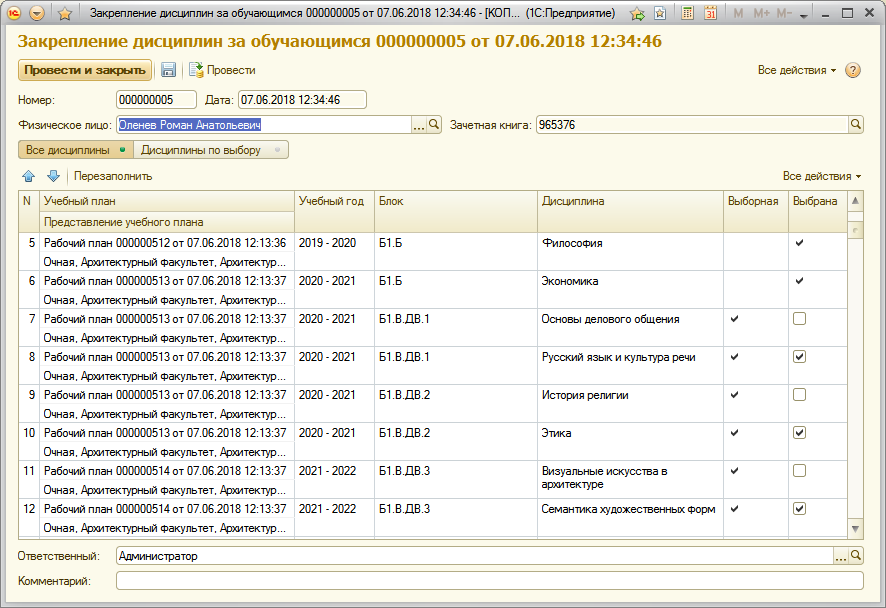 Закрепление дисциплин за обучающимся 000000005 от 07.06.2018 12:34:46 - [КОП... (1С:Предприятие)
M M+ M-
Закрепление дисциплин за обучающимся 000000005 от 07.06.2018 12:34:46
Провести и закрыть Провести Все действия ?
Номер: 000000005 Дата: 07.06.2018 12:34:46
Физическое лицо: Оленев Роман Анатольевич ... Зачетная книга: 965376
Все дисциплины Дисциплины по выбору
Перезаполнить Все действия
N Учебный план Учебный год Блок Дисциплина Выборная Выбрана
Представление учебного плана
5 Рабочий план 000000512 от 07.06.2018 12:13:36 2019 - 2020 Б1.Б Философия
Очная, Архитектурный факультет, Архитектур...
6 Рабочий план 000000513 от 07.06.2018 12:13:37 2020 - 2021 Б1.Б Экономика
Очная, Архитектурный факультет, Архитектур...
7 Рабочий план 000000513 от 07.06.2018 12:13:37 2020 - 2021 Б1.В.ДВ.1 Основы делового общения
Очная, Архитектурный факультет, Архитектур...
8 Рабочий план 000000513 от 07.06.2018 12:13:37 2020 - 2021 Б1.В.ДВ.1 Русский язык и культура речи
Очная, Архитектурный факультет, Архитектур...
9 Рабочий план 000000513 от 07.06.2018 12:13:37 2020 - 2021 Б1.В.ДВ.2 История религии
Очная, Архитектурный факультет, Архитектур...
10 Рабочий план 000000513 от 07.06.2018 12:13:37 2020 - 2021 Б1.В.ДВ.2 Этика
Очная, Архитектурный факультет, Архитектур...
11 Рабочий план 000000514 от 07.06.2018 12:13:37 2021 - 2022 Б1.В.ДВ.3 Визуальные искусства в
архитектуре
Очная, Архитектурный факультет, Архитектур...
12 Рабочий план 000000514 от 07.06.2018 12:13:37 2021 - 2022 Б1.В.ДВ.3 Семантика художественных форм
Очная, Архитектурный факультет, Архитектур...
Ответственный: Администратор ...
Комментарий: